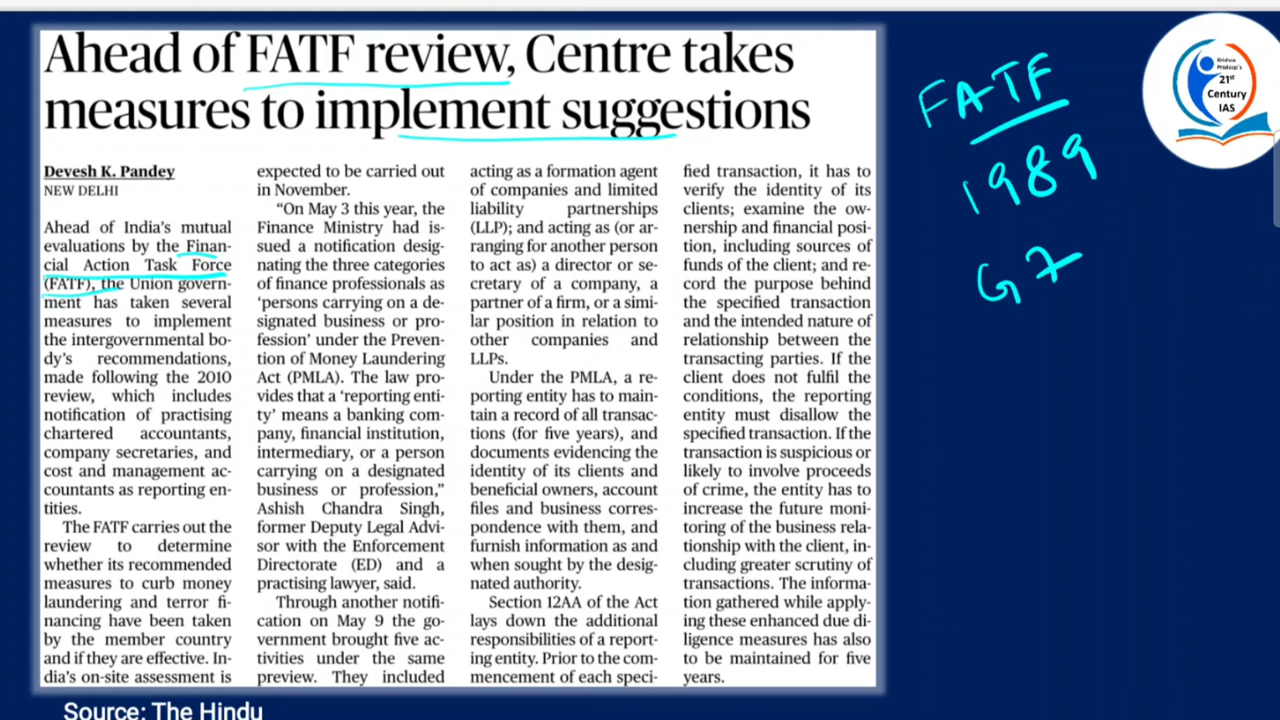 Ahead of FATF review, Centre takes
measures to implement suggestions
Devesh K. Pandey
NEW DELHI
Ahead of India's mutual
evaluations by the Finan-
cial Action Task Force
(FATF), the Union govern-
ment has taken several
measures to implement
the intergovernmental bo-
dy's recommendations,
made following the 2010
review, which includes
notification of practising
chartered accountants,
company secretaries, and
cost and management ac-
countants as reporting en-
tities.
The FATF carries out the
review to determine
whether its recommended
measures to curb money
laundering and terror fi-
nancing have been taken
by the member country
and if they are effective. In-
dia's on-site assessment is
expected to be carried out
in November.
"On May 3 this year, the
Finance Ministry had is-
sued a notification desig-
nating the three categories
of finance professionals as
'persons carrying on a de-
signated business or pro-
fession' under the Preven-
tion of Money Laundering
Act (PMLA). The law pro-
vides that a 'reporting enti-
ty' means a banking com-
pany, financial institution,
intermediary, or a person
carrying on a designated
business or profession,"
Ashish Chandra Singh,
former Deputy Legal Advi-
sor with the Enforcement
Directorate (ED) and a
practising lawyer, said.
Through another notifi-
cation on May 9 the go-
vernment brought five ac-
tivities under the same
preview. They included
acting as a formation agent
of companies and limited
liability partnerships
(LLP); and acting as (or ar-
ranging for another person
to act as) a director or se-
cretary of a company, a
partner of a firm, or a simi-
lar position in relation to
other companies and
LLPs.
Under the PMLA, a re-
porting entity has to main-
tain a record of all transac-
tions (for five years), and
documents evidencing the
identity of its clients and
beneficial owners, account
files and business corres-
pondence with them, and
furnish information as and
when sought by the desig-
nated authority.
Section 12AA of the Act
lays down the additional
responsibilities of a report-
ing entity. Prior to the com-
mencement of each speci-
fied transaction, it has to
verify the identity of its
clients; examine the ow-
nership and financial posi-
tion, including sources of
funds of the client; and re-
cord the purpose behind
the specified transaction
and the intended nature of
relationship between the
transacting parties. If the
client does not fulfil the
conditions, the reporting
entity must disallow the
specified transaction. If the
transaction is suspicious or
likely to involve proceeds
of crime, the entity has to
increase the future moni-
toring of the business rela-
tionship with the client, in-
cluding greater scrutiny of
transactions. The informa-
tion gathered while apply-
ing these enhanced due di-
ligence measures has also
to be maintained for five
years.
Source: The Hindu
FATF
1989
G7
Krishna
Pradeep's
21st
Century
IAS